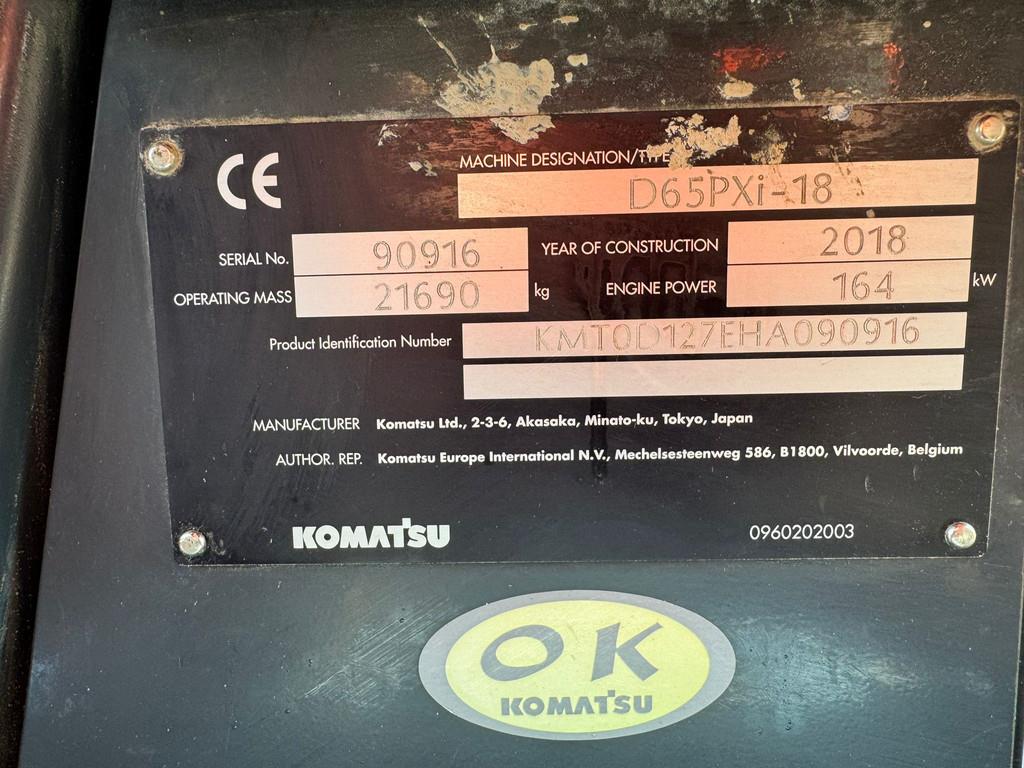 CE
MACHINE DESIGNATION/TYPE
D65PXi-18
SERIAL No. 90916 YEAR OF CONSTRUCTION 2018
OPERATING MASS 21690 kg ENGINE POWER 164 kW
Product Identification Number KMT0D127EHA090916
MANUFACTURER Komatsu Ltd., 2-3-6, Akasaka, Minato-ku, Tokyo, Japan
AUTHOR. REP. Komatsu Europe International N.V., Mechelsesteenweg 586, B1800, Vilvoorde, Belgium
KOMATSU 0960202003
OK
KOMATSU